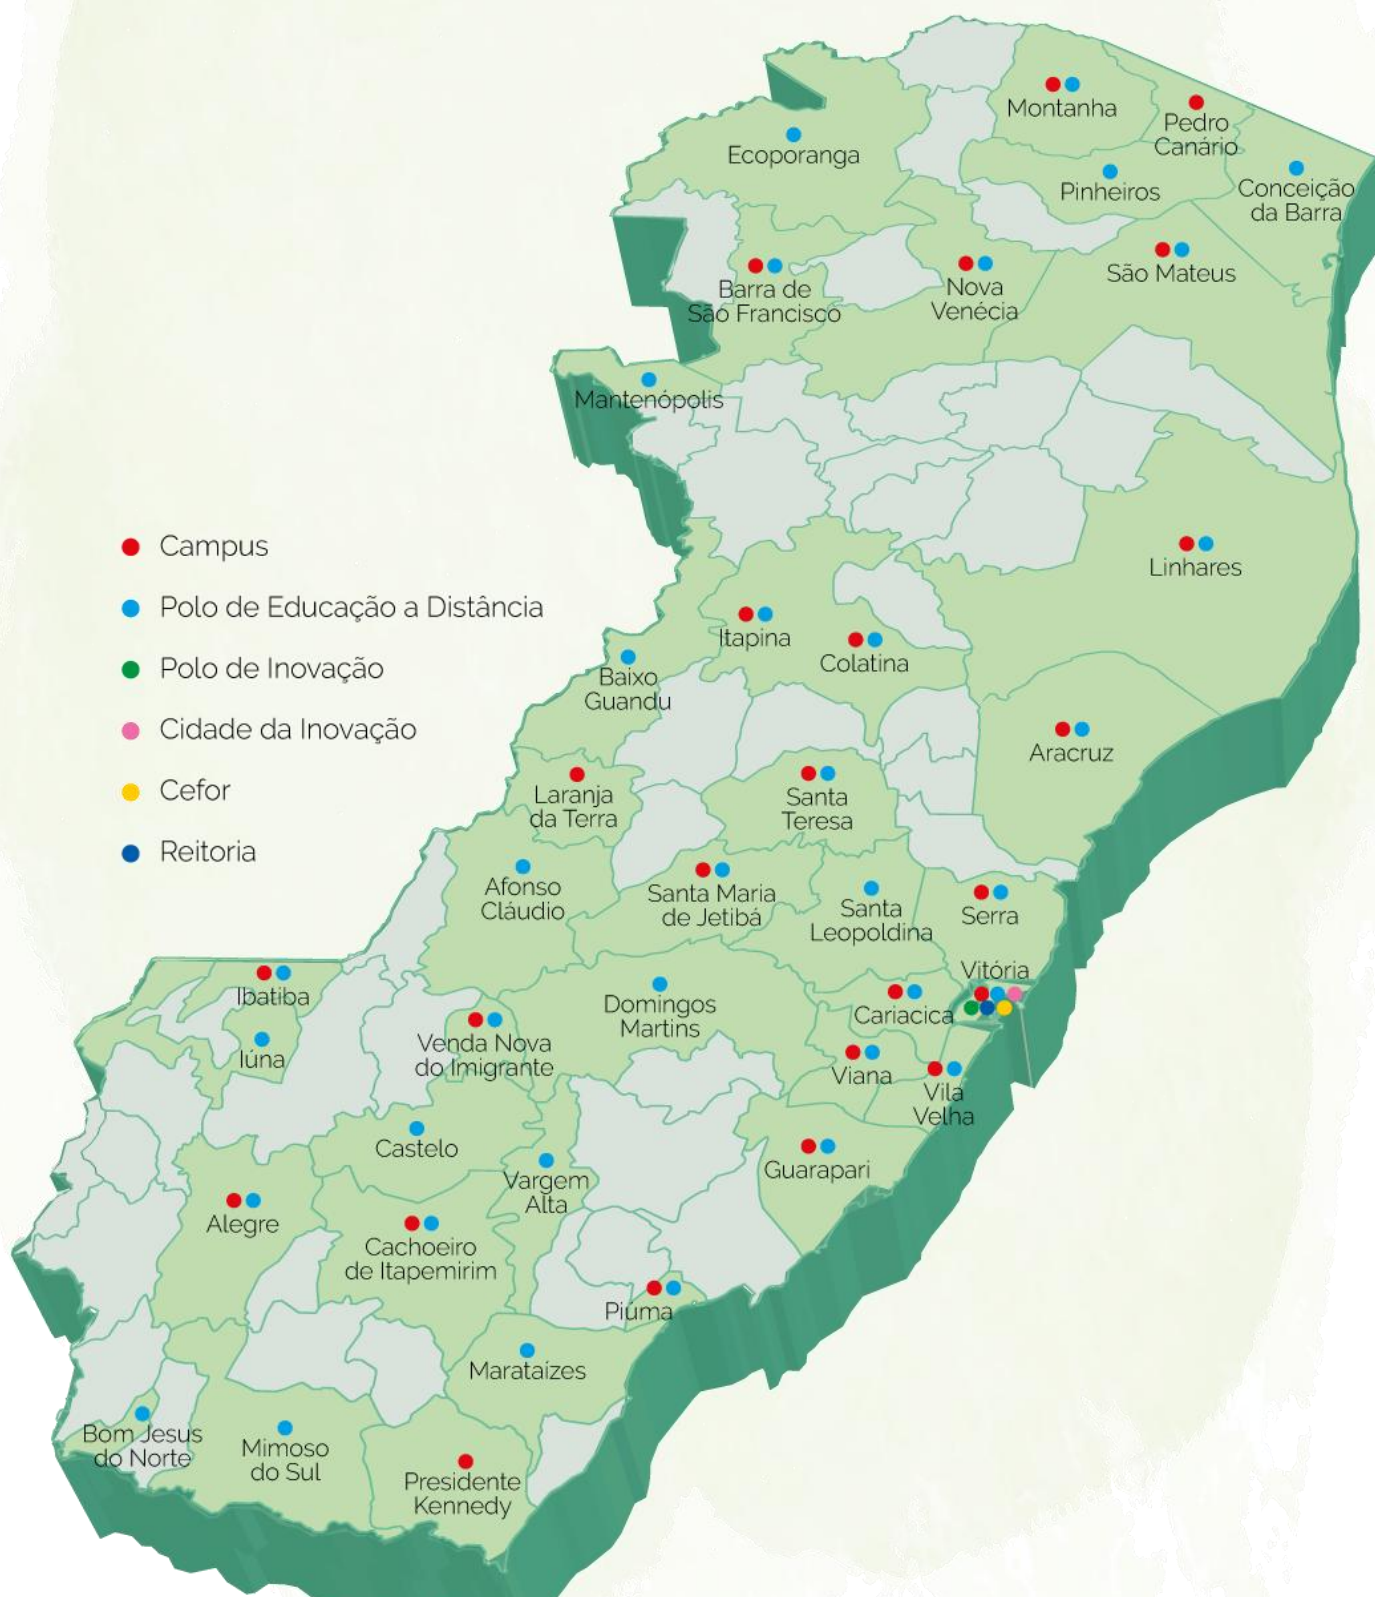 Montanha
Pedro
Canário
Ecoporanga
Pinheiros
Conceição
da Barra
São Mateus
Barra de
São Francisco
Nova
Venécia
Mantenópolis
Campus
Polo de Educação a Distância
Polo de Inovação
Cidade da Inovação
Cefor
Reitoria
Linhares
Itapina
Colatina
Baixo
Guandu
Aracruz
Laranja
da Terra
Santa
Teresa
Afonso
Cláudio
Santa Maria
de Jetibá
Santa
Leopoldina
Serra
Vitória
Ibatiba
Domingos
Martins
Cariacica
Iúna
Venda Nova
do Imigrante
Viana
Vila
Velha
Castelo
Vargem
Alta
Guarapari
Alegre
Cachoeiro
de Itapemirim
Piúma
Marataízes
Bom Jesus
do Norte
Mimoso
do Sul
Presidente
Kennedy